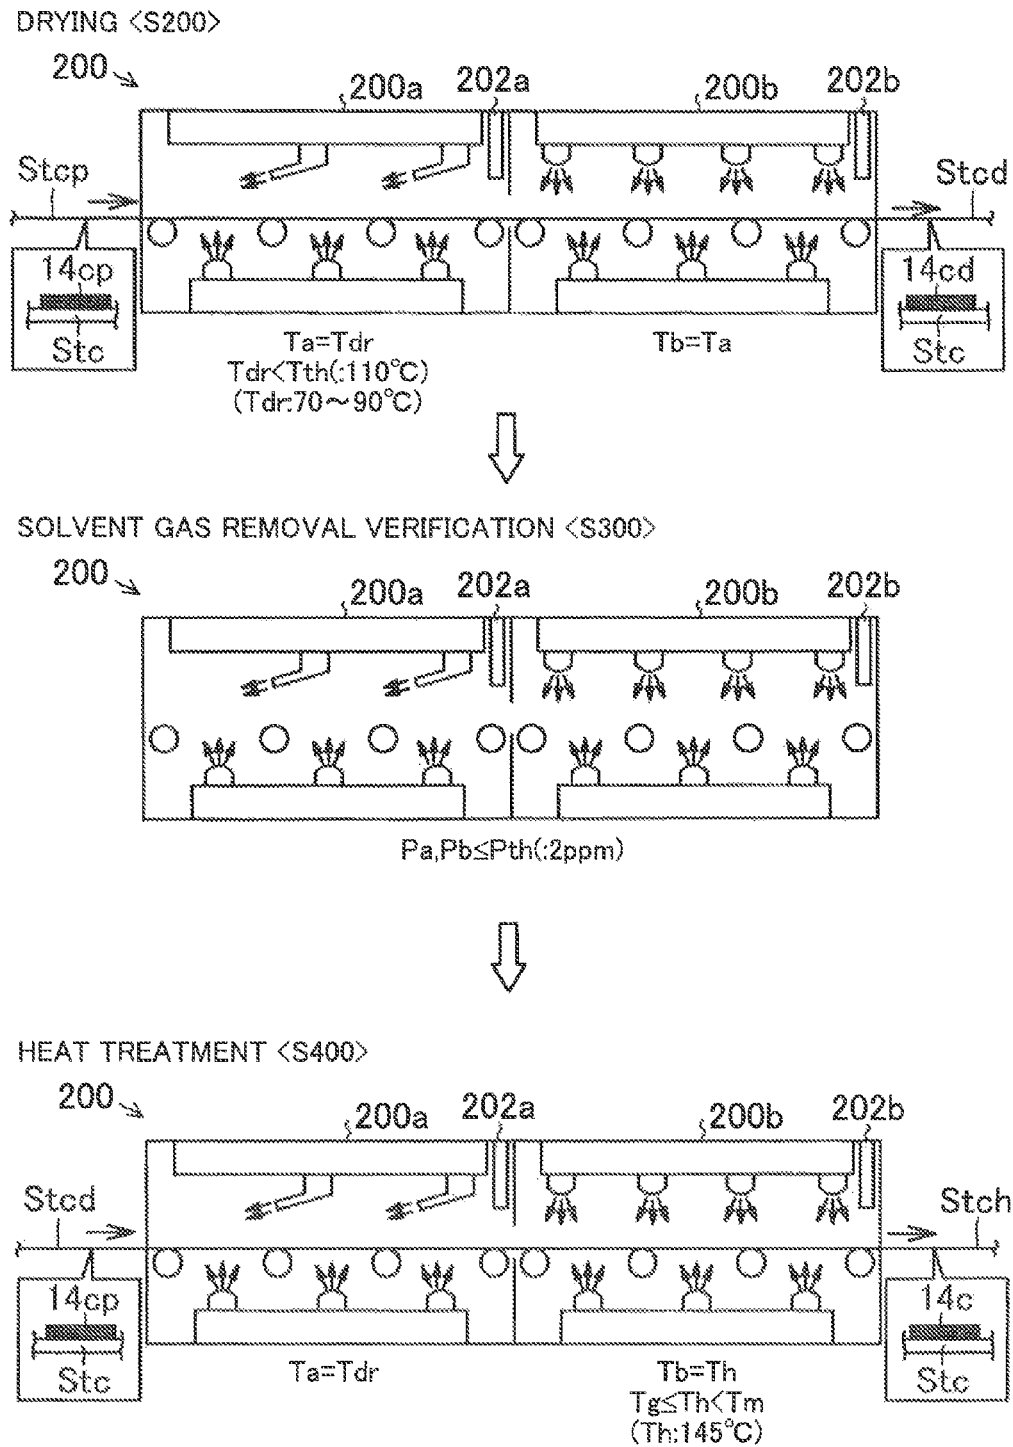 DRYING <S200>
200
200a 202a 200b 202b
Stcp Stcd
14cp 14cd
Stc Stc
Ta=Tdr Tb=Ta
Tdr<Tth(:110℃)
(Tdr:70~90℃)
SOLVENT GAS REMOVAL VERIFICATION <S300>
200
200a 202a 200b 202b
Pa,Pb≤Pth(:2ppm)
HEAT TREATMENT <S400>
200
200a 202a 200b 202b
Stcd Stch
14cp 14c
Stc Stc
Ta=Tdr Tb=Th
Tg≤Th<Tm
(Th:145℃)